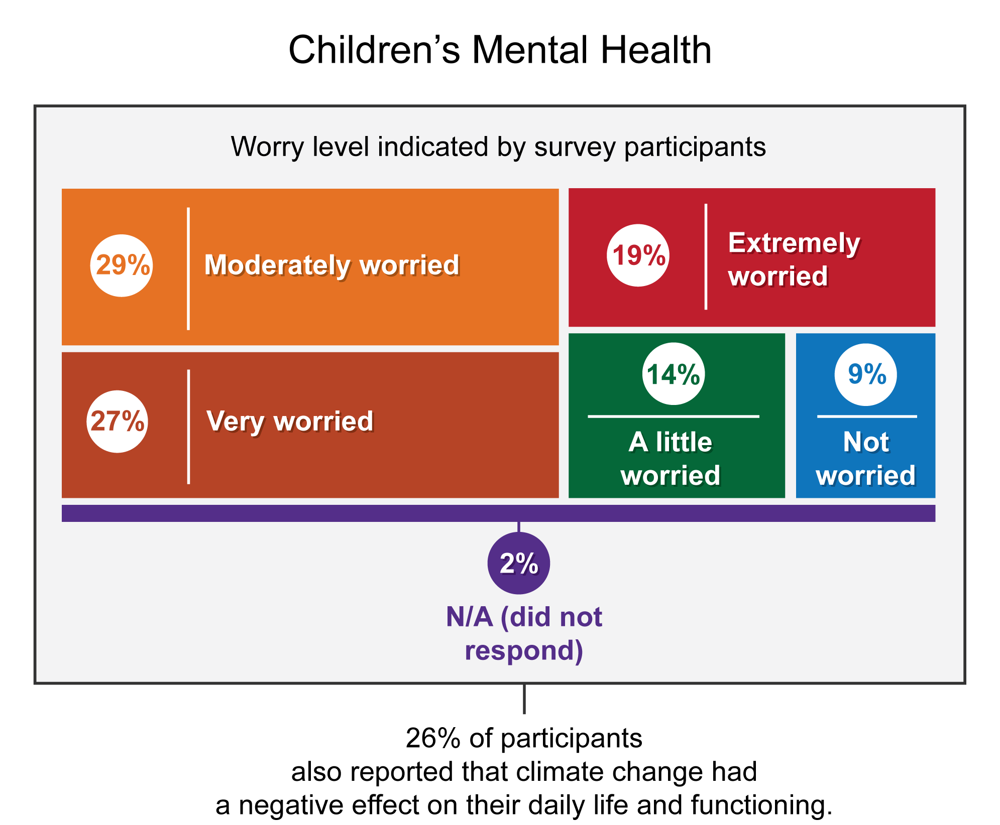 Children’s Mental Health
Worry level indicated by survey participants
29%
Moderately worried
19%
Extremely
worried
27%
Very worried
14%
A little
worried
9%
Not
worried
2%
N/A (did not
respond)
26% of participants
also reported that climate change had
a negative effect on their daily life and functioning.